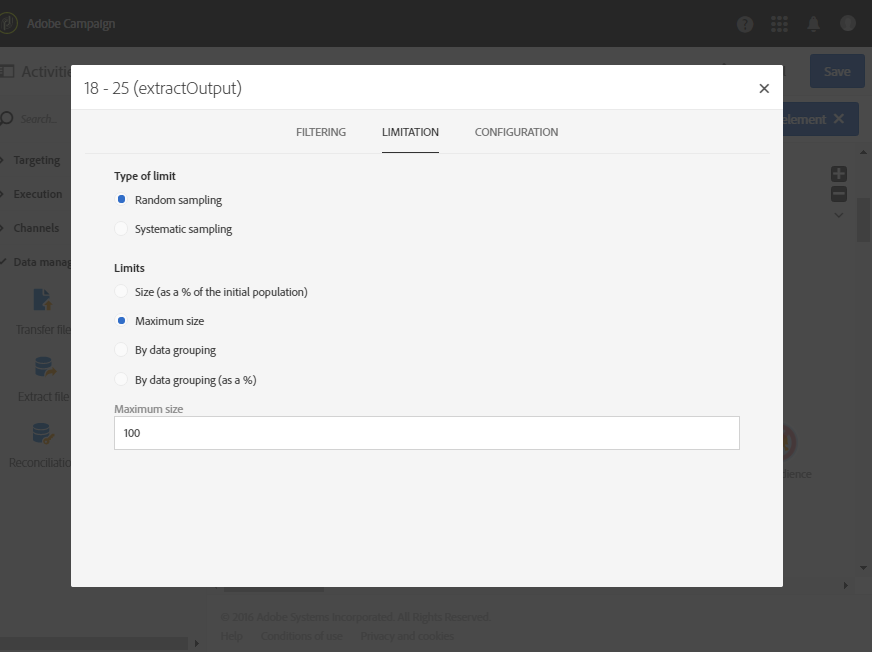 Adobe Campaign
Activitie
Save
Search...
element
Targeting
Execution
Channels
Data manag
Transfer file
Extract file
Reconciliatio
18 - 25 (extractOutput)
FILTERING
LIMITATION
CONFIGURATION
Type of limit
Random sampling
Systematic sampling
Limits
Size (as a % of the initial population)
Maximum size
By data grouping
By data grouping (as a %)
Maximum size
100
dience
© 2016 Adobe Systems Incorporated. All Rights Reserved.
Help Conditions of use Privacy and cookies